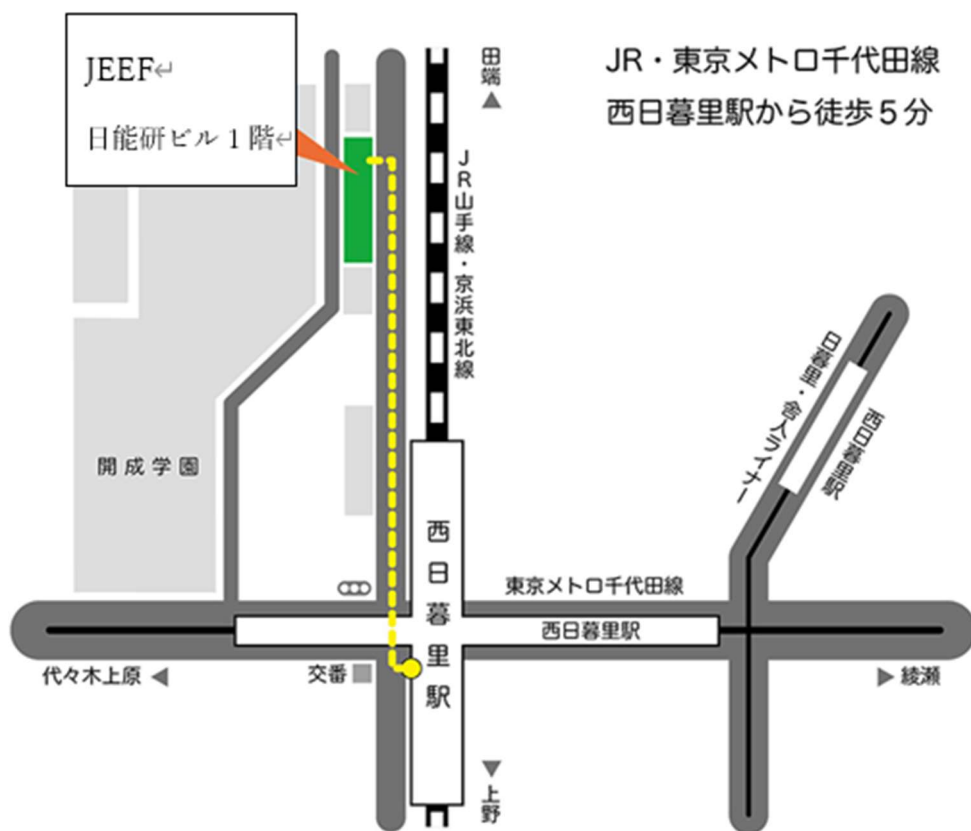 JEEF↵
日能研ビル 1 階↵
JR・東京メトロ千代田線
西日暮里駅から徒歩5分
田端▲
JR山手線・京浜東北線
日暮里・舎人ライナー
西日暮里駅
開成学園
西日暮里駅
東京メトロ千代田線
西日暮里駅
代々木上原◀
交番
▶綾瀬
▼上野